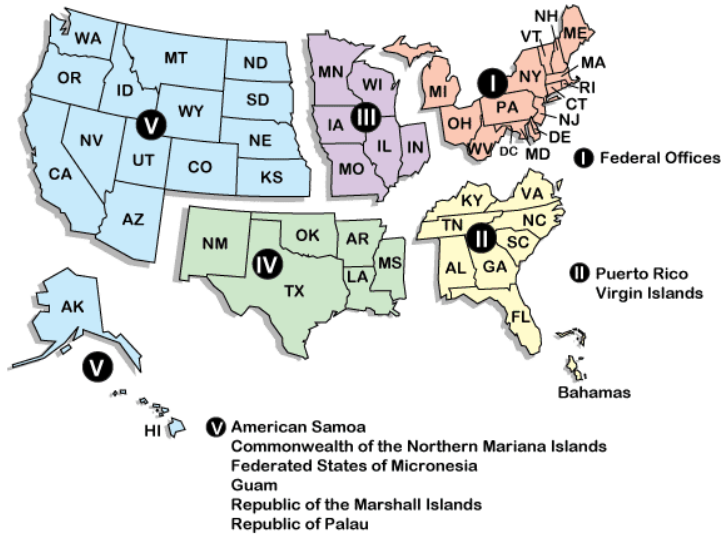 NH
VT
ME
WA
MT
ND
MN
WI
MI
NY
MA
RI
CT
NJ
OR
ID
WY
SD
III
I
PA
DE
V
NV
NE
IA
IL
IN
OH
WV
DC
MD
CA
UT
CO
KS
MO
I Federal Offices
AZ
KY
VA
NM
OK
AR
TN
NC
IV
II
SC
TX
LA
MS
AL
GA
II Puerto Rico
Virgin Islands
AK
FL
V
Bahamas
HI
V American Samoa
Commonwealth of the Northern Mariana Islands
Federated States of Micronesia
Guam
Republic of the Marshall Islands
Republic of Palau